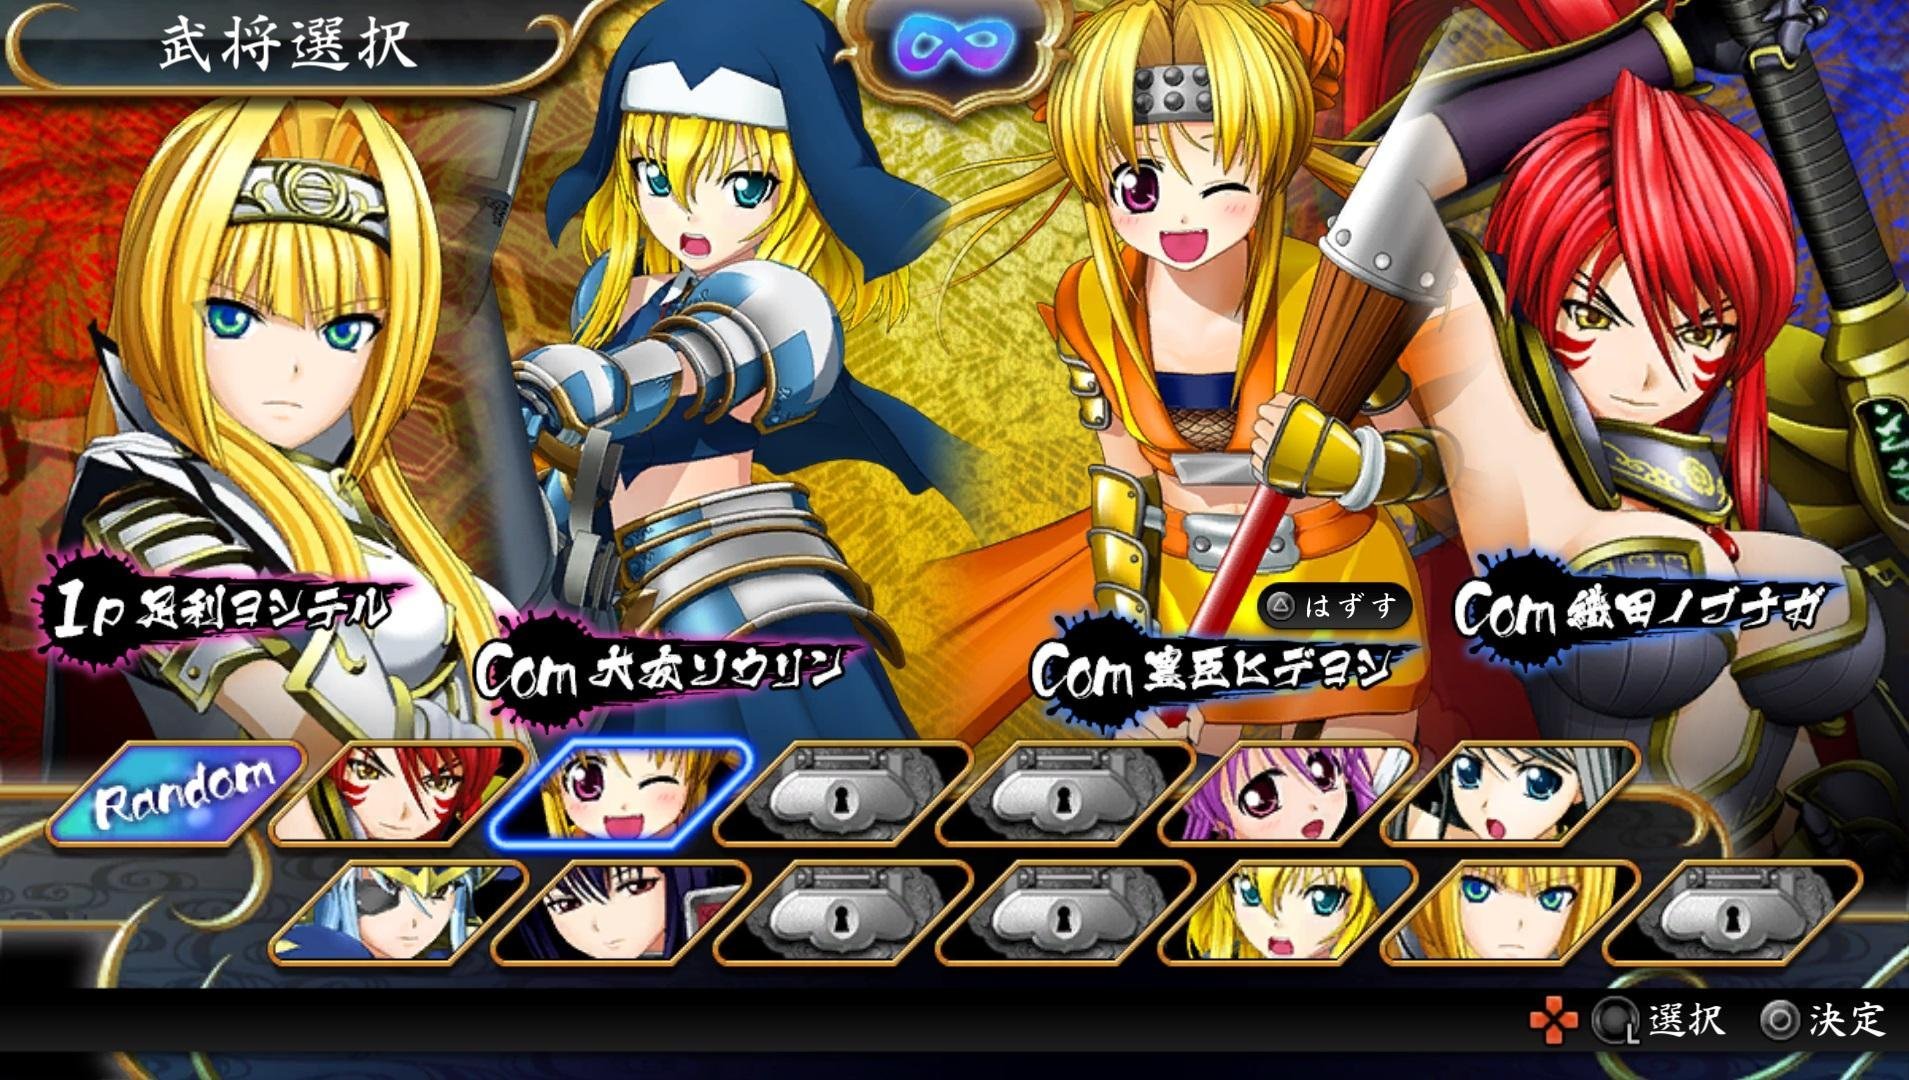 武将選択
∞
1p 足利ヨシテル
Com 大友ソウリン
はずす
Com 豊臣ヒデヨシ
Com 織田ノブナガ
Random
L 選択 決定